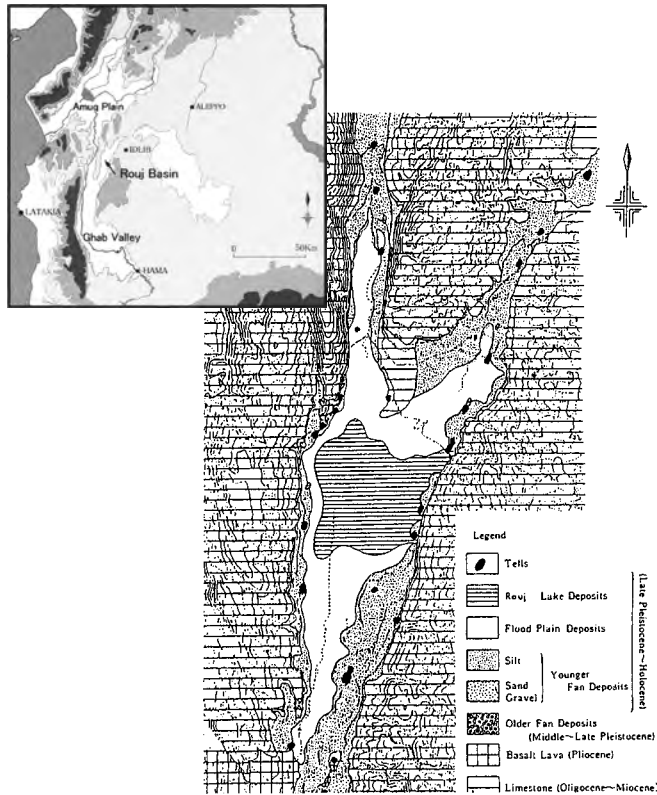 Amuq Plain
ALEPPO
IDLIB
Rouj Basin
LATAKIA
Ghab Valley
HAMA
0 50Km
Legend
Tells
Rouj Lake Deposits
Flood Plain Deposits
Silt
Sand
Gravel
Younger
Fan Deposits
Older Fan Deposits
(Middle~Late Pleistocene)
Basalt Lava (Pliocene)
Limestone (Oligocene~Miocene)
(Late Pleistocene~Holocene)